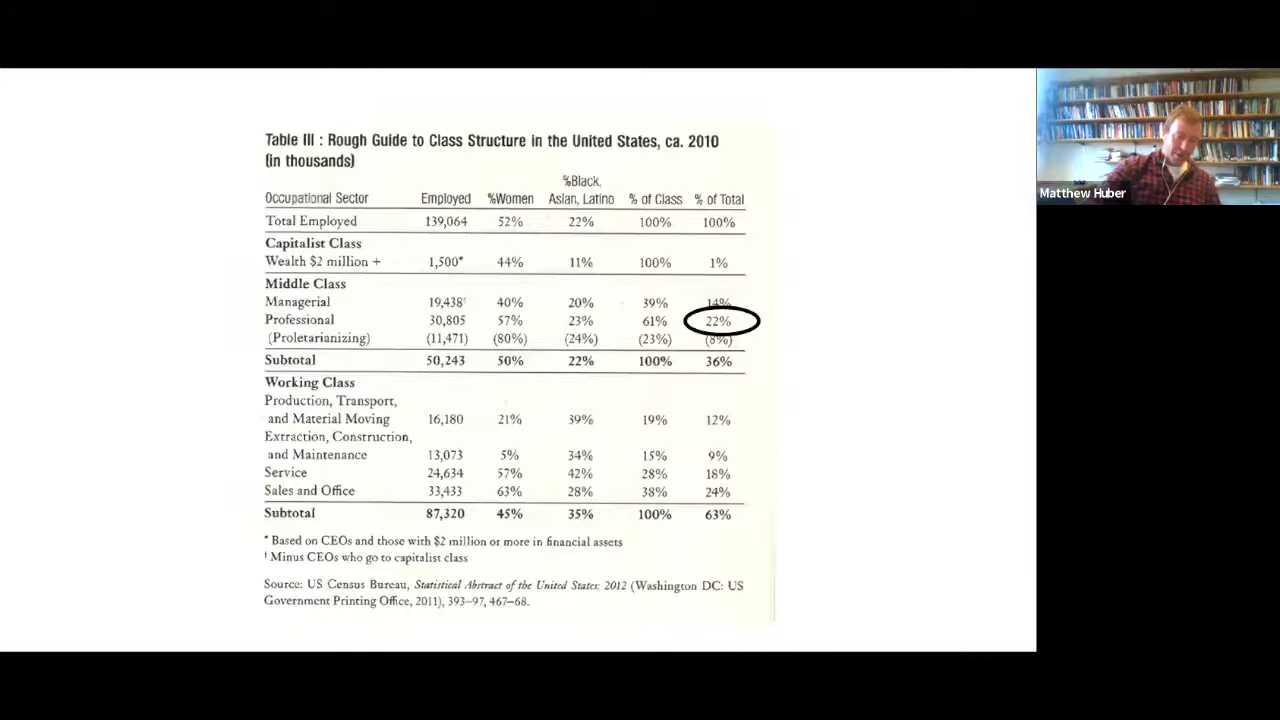 Table III : Rough Guide to Class Structure in the United States, ca. 2010
(in thousands)
Occupational Sector Employed %Women %Black, Asian, Latino % of Class % of Total
Total Employed 139,064 52% 22% 100% 100%
Capitalist Class
Wealth $2 million + 1,500* 44% 11% 100% 1%
Middle Class
Managerial 19,438† 40% 20% 39% 14%
Professional 30,805 57% 23% 61% 22%
(Proletarianizing) (11,471) (80%) (24%) (23%) (8%)
Subtotal 50,243 50% 22% 100% 36%
Working Class
Production, Transport,
and Material Moving 16,180 21% 39% 19% 12%
Extraction, Construction,
and Maintenance 13,073 5% 34% 15% 9%
Service 24,634 57% 42% 28% 18%
Sales and Office 33,433 63% 28% 38% 24%
Subtotal 87,320 45% 35% 100% 63%
* Based on CEOs and those with $2 million or more in financial assets
† Minus CEOs who go to capitalist class
Source: US Census Bureau, Statistical Abstract of the United States: 2012 (Washington DC: US
Government Printing Office, 2011), 393–97, 467–68.
Matthew Huber